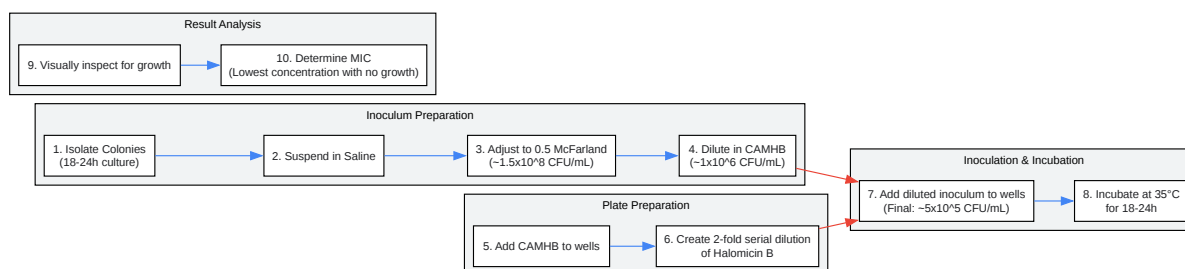 Result Analysis
9. Visually inspect for growth
10. Determine MIC
(Lowest concentration with no growth)
Inoculum Preparation
1. Isolate Colonies
(18-24h culture)
2. Suspend in Saline
3. Adjust to 0.5 McFarland
(~1.5x10^8 CFU/mL)
4. Dilute in CAMHB
(~1x10^6 CFU/mL)
Plate Preparation
5. Add CAMHB to wells
6. Create 2-fold serial dilution
of Halomicin B
Inoculation & Incubation
7. Add diluted inoculum to wells
(Final: ~5x10^5 CFU/mL)
8. Incubate at 35°C
for 18-24h